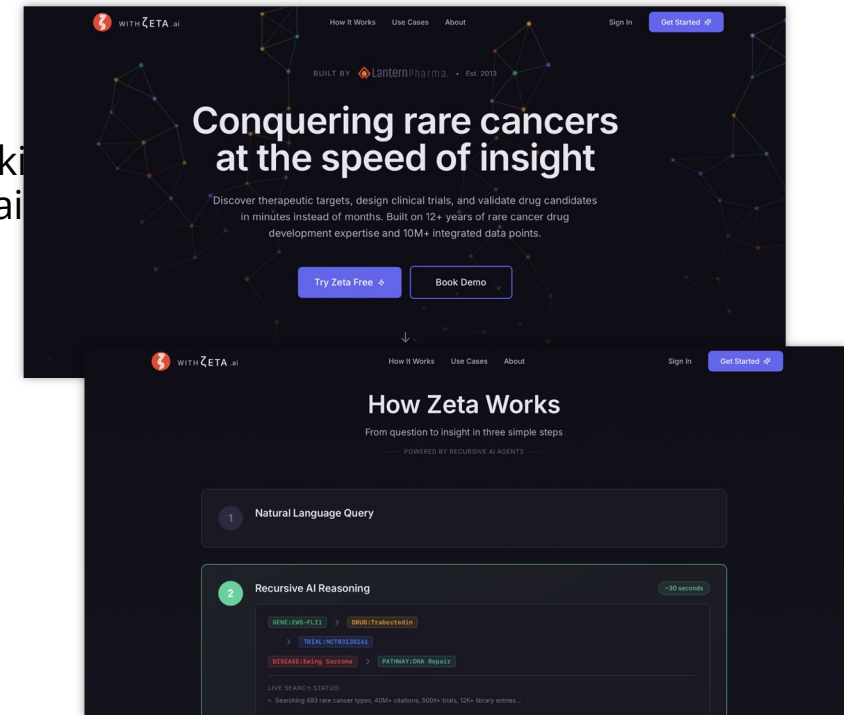 WITH ζETA .ai
How It Works Use Cases About
Sign In Get Started
BUILT BY LanternPharma. • Est. 2013
Conquering rare cancers
at the speed of insight
Discover therapeutic targets, design clinical trials, and validate drug candidates
in minutes instead of months. Built on 12+ years of rare cancer drug
development expertise and 10M+ integrated data points.
Try Zeta Free Book Demo
WITH ζETA .ai
How It Works Use Cases About
Sign In Get Started
How Zeta Works
From question to insight in three simple steps
POWERED BY RECURSIVE AI AGENTS
1 Natural Language Query
2 Recursive AI Reasoning ~30 seconds
GENE:EWS-FLI1 > DRUG:Trabectedin
> TRIAL:NCT03138161
DISEASE:Ewing Sarcoma > PATHWAY:DNA Repair
LIVE SEARCH STATUS:
Searching 493 rare cancer types, 40M+ citations, 500K+ trials, 12K+ library entries...